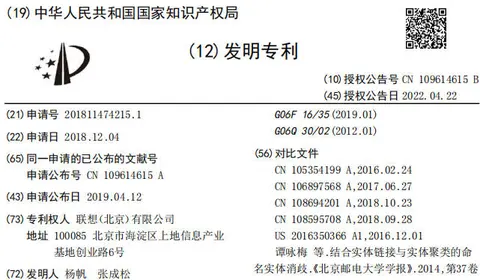 (19)中华人民共和国国家知识产权局
(12)发明专利
(10)授权公告号 CN 109614615 B
(45)授权公告日 2022.04.22
(21)申请号 201811474215.1
(22)申请日 2018.12.04
(65)同一申请的已公布的文献号
申请公布号 CN 109614615 A
(43)申请公布日 2019.04.12
(73)专利权人 联想(北京)有限公司
地址 100085 北京市海淀区上地信息产业
基地创业路6号
(72)发明人 杨帆 张成松
G06F 16/35(2019.01)
G06Q 30/02(2012.01)
(56)对比文件
CN 105354199 A,2016.02.24
CN 106897568 A,2017.06.27
CN 108694201 A,2018.10.23
CN 108595708 A,2018.09.28
US 2016350366 A1,2016.12.01
谭咏梅 等.结合实体链接与实体聚类的命
名实体消歧.《北京邮电大学学报》.2014,第37卷